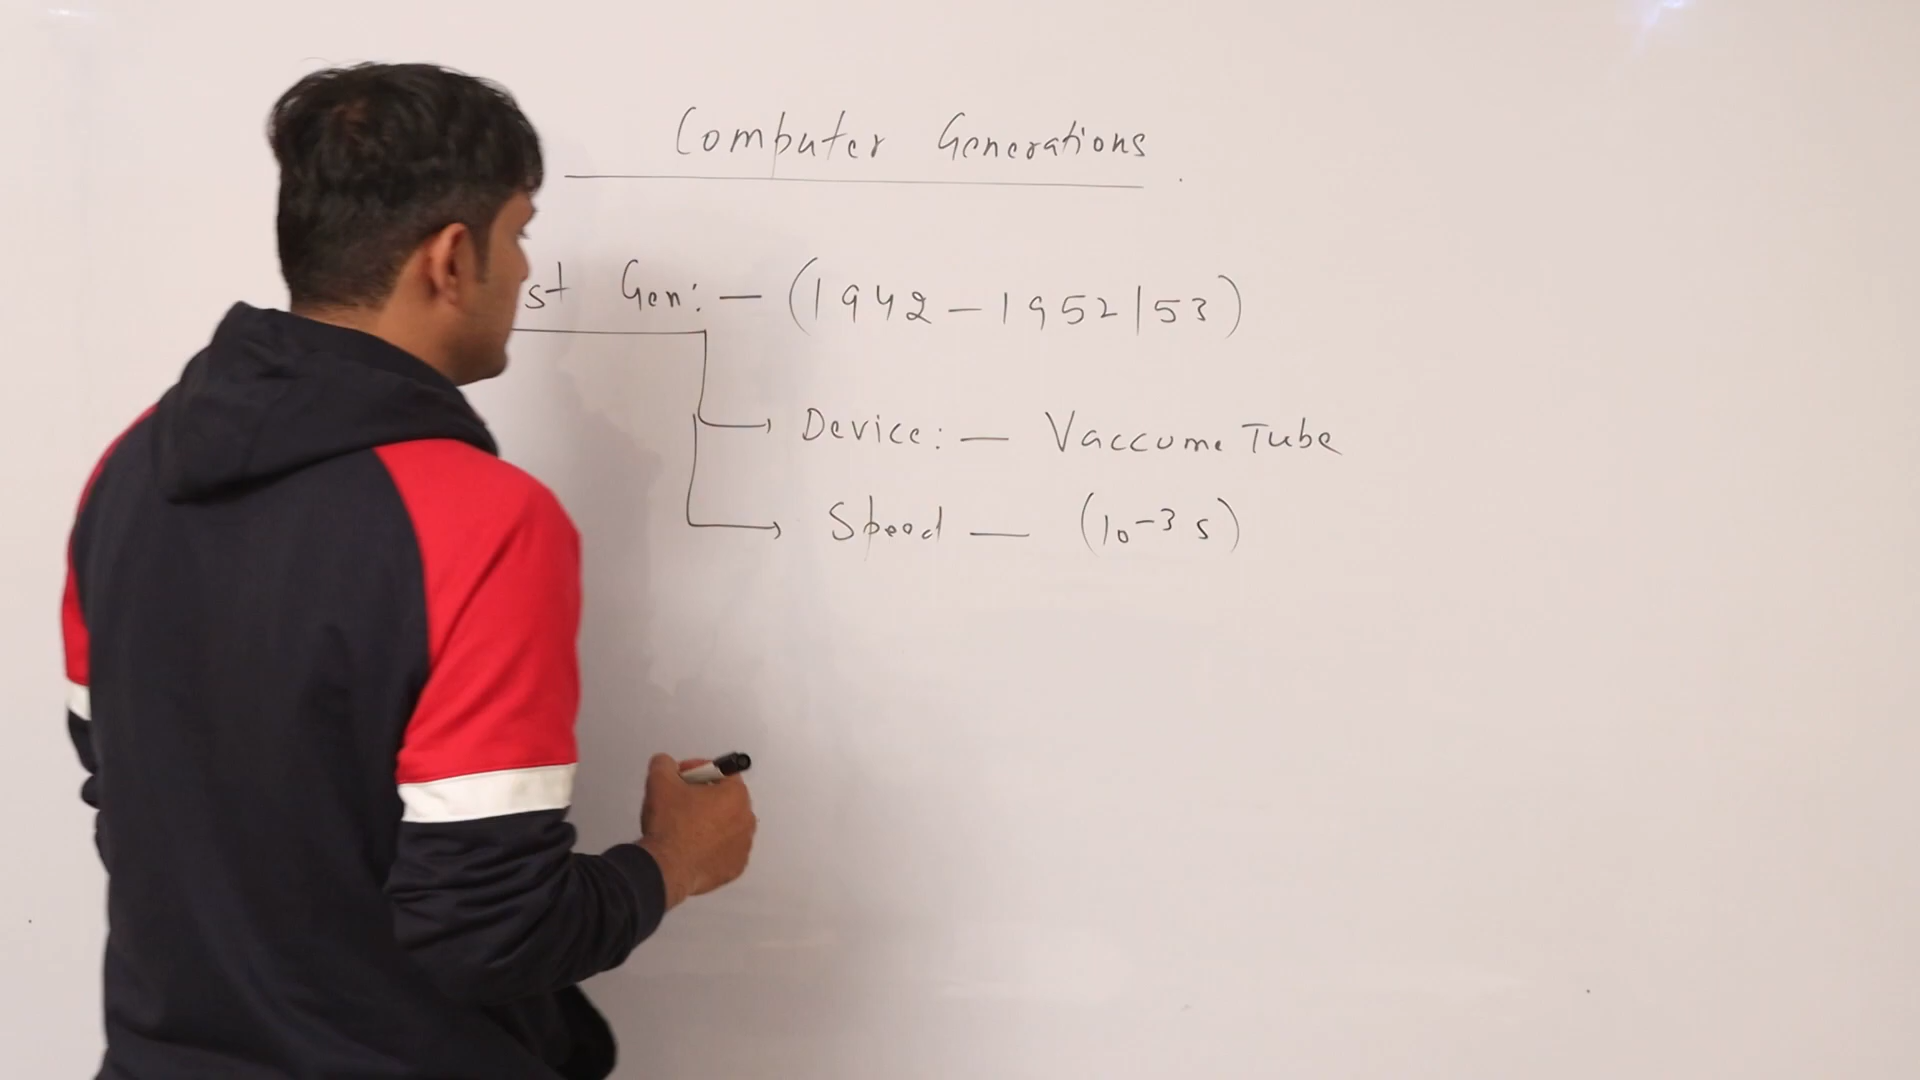 Computer Generations
st Gen:— (1942–1952/53)
Device:— Vaccume Tube
Speed — (10⁻³ s)